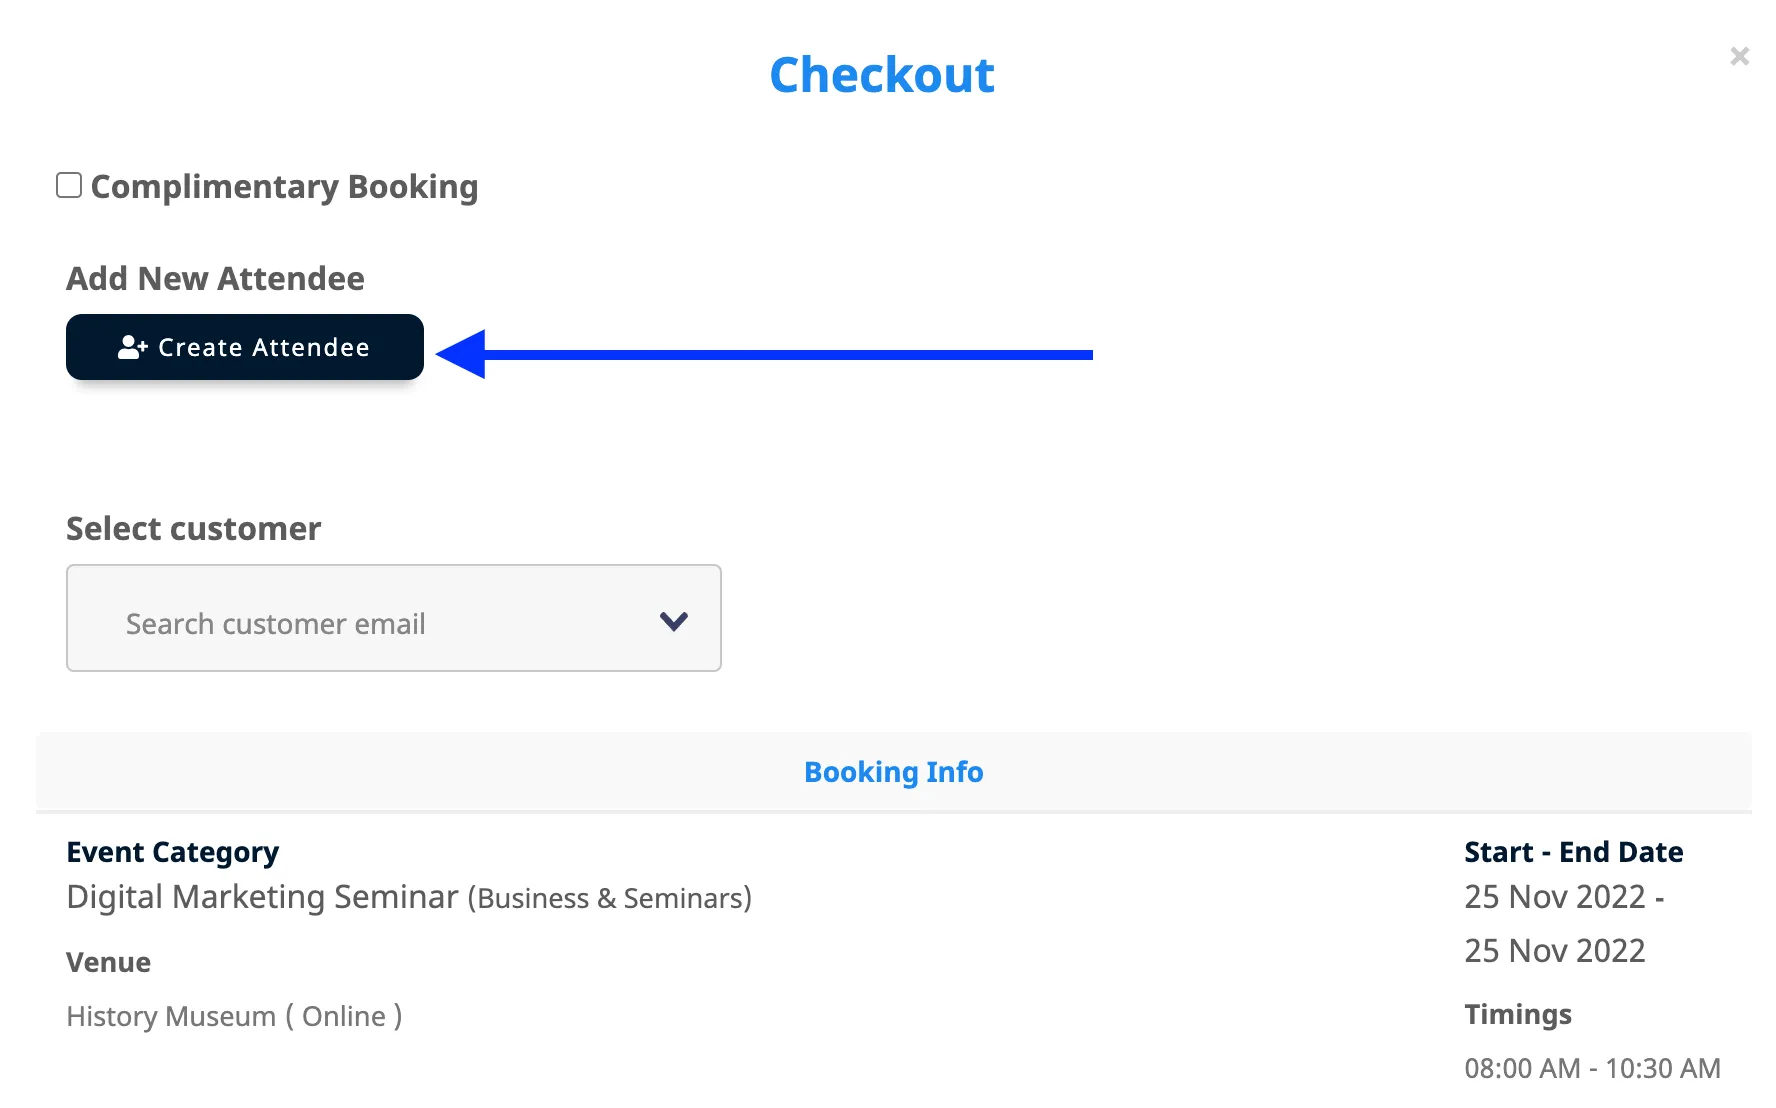 Checkout
×
Complimentary Booking
Add New Attendee
Create Attendee
Select customer
Search customer email
Booking Info
Event Category
Digital Marketing Seminar (Business & Seminars)
Venue
History Museum ( Online )
Start - End Date
25 Nov 2022 -
25 Nov 2022
Timings
08:00 AM - 10:30 AM